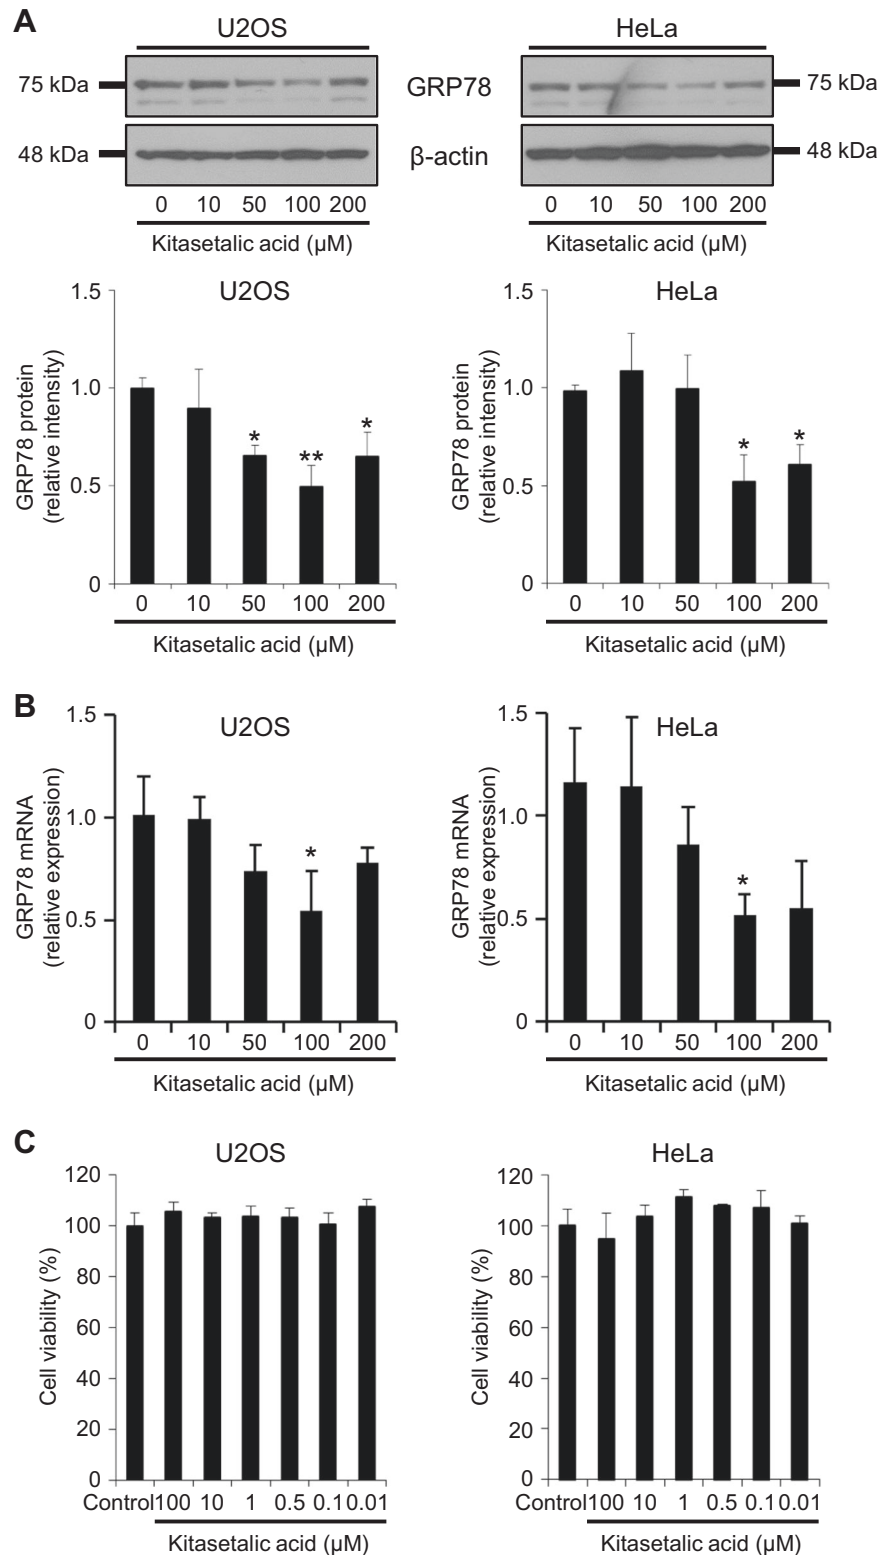 A
U2OS
HeLa
75 kDa
GRP78
75 kDa
48 kDa
β-actin
48 kDa
0 10 50 100 200
0 10 50 100 200
Kitasetalic acid (µM)
Kitasetalic acid (µM)
U2OS
1.5
1.0
0.5
0
GRP78 protein
(relative intensity)
*
**
*
0 10 50 100 200
Kitasetalic acid (µM)
HeLa
1.5
1.0
0.5
0
GRP78 protein
(relative intensity)
*
*
0 10 50 100 200
Kitasetalic acid (µM)
B
U2OS
1.5
1.0
0.5
0
GRP78 mRNA
(relative expression)
*
0 10 50 100 200
Kitasetalic acid (µM)
HeLa
1.5
1.0
0.5
0
GRP78 mRNA
(relative expression)
*
0 10 50 100 200
Kitasetalic acid (µM)
C
U2OS
120
100
80
60
40
20
0
Cell viability (%)
Control 100 10 1 0.5 0.1 0.01
Kitasetalic acid (µM)
HeLa
120
100
80
60
40
20
0
Cell viability (%)
Control 100 10 1 0.5 0.1 0.01
Kitasetalic acid (µM)